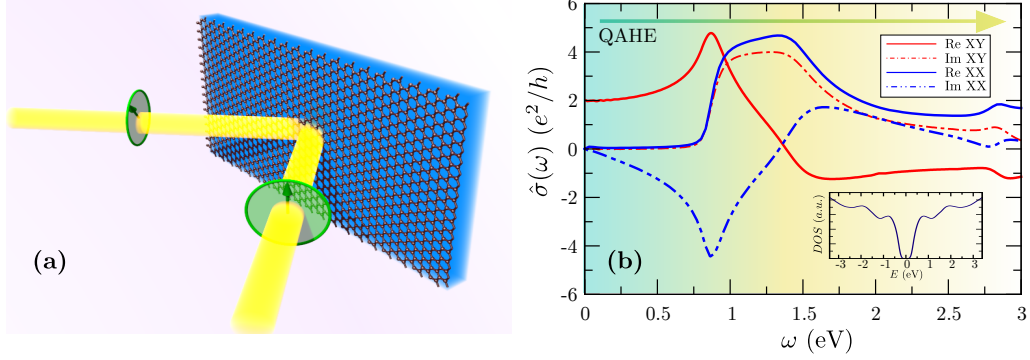 (a)
6
4
2
0
-2
-4
-6
σ̂(ω) (e²/h)
QAHE
Re XY
Im XY
Re XX
Im XX
DOS (a.u.)
-3 -2 -1 0 1 2 3
E (eV)
(b)
0 0.5 1 1.5 2 2.5 3
ω (eV)